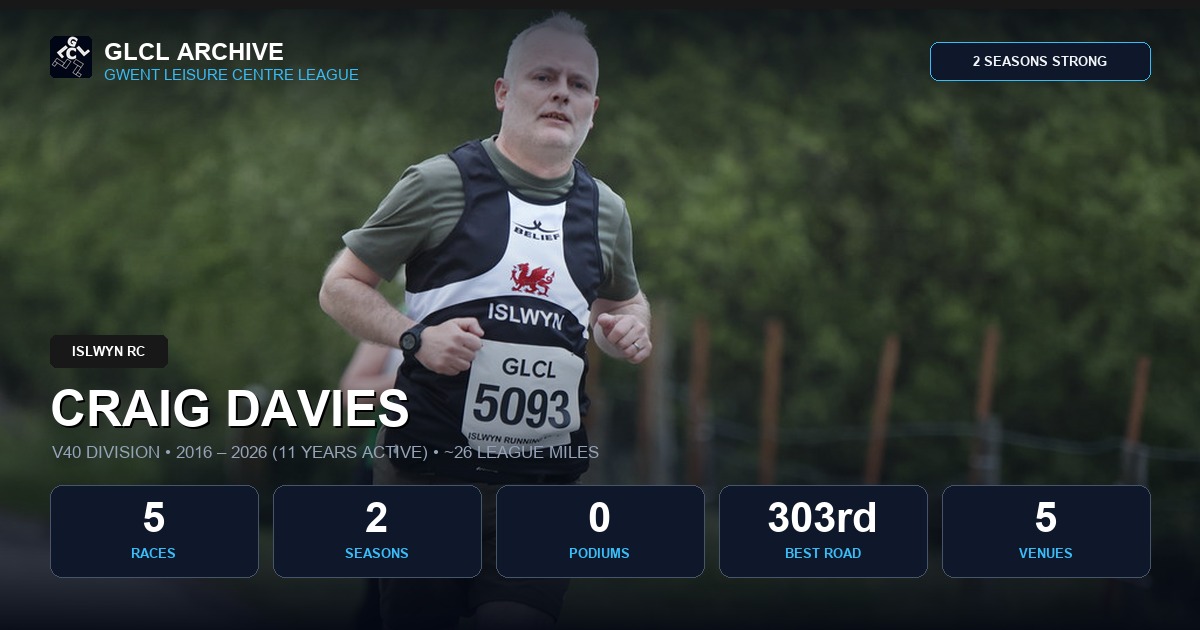 GLCL ARCHIVE
GWENT LEISURE CENTRE LEAGUE
2 SEASONS STRONG
BELIEF
ISLWYN
GLCL
5093
ISLWYN RUNNING
ISLWYN RC
CRAIG DAVIES
V40 DIVISION • 2016 – 2026 (11 YEARS ACTIVE) • ~26 LEAGUE MILES
5
RACES
2
SEASONS
0
PODIUMS
303rd
BEST ROAD
5
VENUES